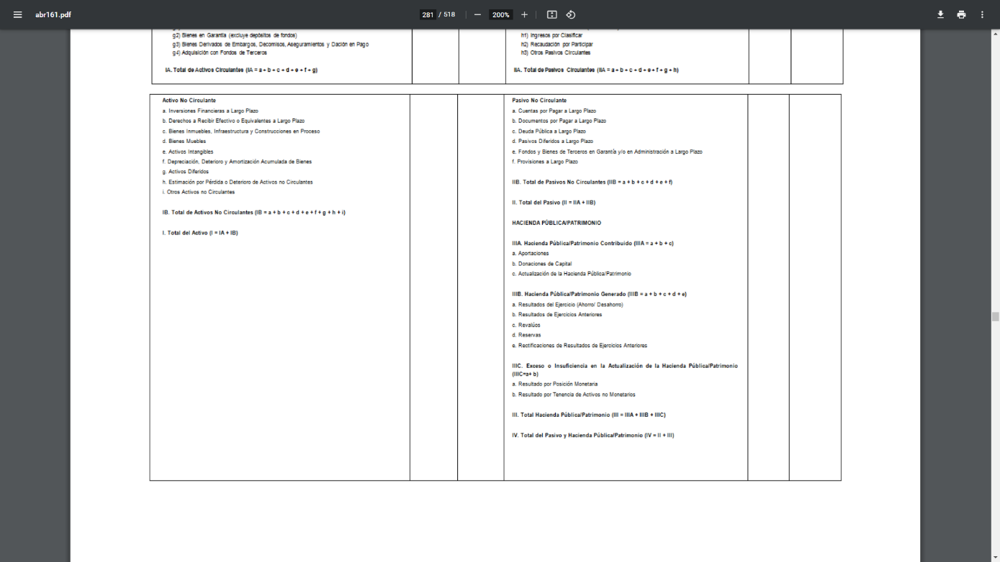 abr161.pdf
281 / 518
200%
g2) Bienes en Garantía (excluye depósitos de fondos)
g3) Bienes Derivados de Embargos, Decomisos, Aseguramientos y Dación en Pago
g4) Adquisición con Fondos de Terceros
IA. Total de Activos Circulantes (IA = a + b + c + d + e + f + g)
h1) Ingresos por Clasificar
h2) Recaudación por Participar
h3) Otros Pasivos Circulantes
IIA. Total de Pasivos Circulantes (IIA = a + b + c + d + e + f + g + h)
Activo No Circulante
a. Inversiones Financieras a Largo Plazo
b. Derechos a Recibir Efectivo o Equivalentes a Largo Plazo
c. Bienes Inmuebles, Infraestructura y Construcciones en Proceso
d. Bienes Muebles
e. Activos Intangibles
f. Depreciación, Deterioro y Amortización Acumulada de Bienes
g. Activos Diferidos
h. Estimación por Pérdida o Deterioro de Activos no Circulantes
i. Otros Activos no Circulantes
IB. Total de Activos No Circulantes (IB = a + b + c + d + e + f + g + h + i)
I. Total del Activo (I = IA + IB)
Pasivo No Circulante
a. Cuentas por Pagar a Largo Plazo
b. Documentos por Pagar a Largo Plazo
c. Deuda Pública a Largo Plazo
d. Pasivos Diferidos a Largo Plazo
e. Fondos y Bienes de Terceros en Garantía y/o en Administración a Largo Plazo
f. Provisiones a Largo Plazo
IIB. Total de Pasivos No Circulantes (IIB = a + b + c + d + e + f)
II. Total del Pasivo (II = IIA + IIB)
HACIENDA PÚBLICA/PATRIMONIO
IIIA. Hacienda Pública/Patrimonio Contribuido (IIIA = a + b + c)
a. Aportaciones
b. Donaciones de Capital
c. Actualización de la Hacienda Pública/Patrimonio
IIIB. Hacienda Pública/Patrimonio Generado (IIIB = a + b + c + d + e)
a. Resultados del Ejercicio (Ahorro/ Desahorro)
b. Resultados de Ejercicios Anteriores
c. Revalúos
d. Reservas
e. Rectificaciones de Resultados de Ejercicios Anteriores
IIIC. Exceso o Insuficiencia en la Actualización de la Hacienda Pública/Patrimonio
(IIIC=a+ b)
a. Resultado por Posición Monetaria
b. Resultado por Tenencia de Activos no Monetarios
III. Total Hacienda Pública/Patrimonio (III = IIIA + IIIB + IIIC)
IV. Total del Pasivo y Hacienda Pública/Patrimonio (IV = II + III)